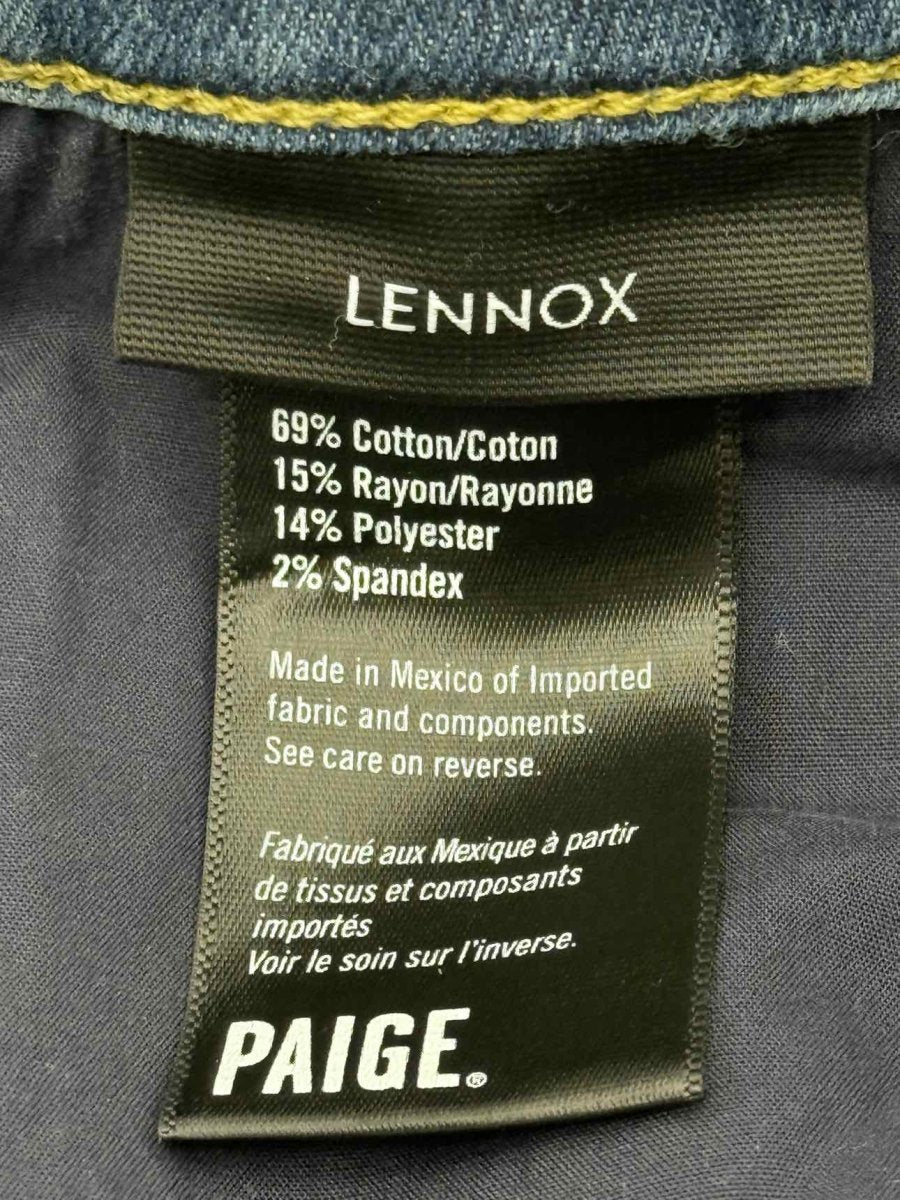 LENNOX
69% Cotton/Coton
15% Rayon/Rayonne
14% Polyester
2% Spandex
Made in Mexico of Imported
fabric and components.
See care on reverse.
Fabriqué aux Mexique à partir
de tissus et composants
importés
Voir le soin sur l'inverse.
PAIGE®